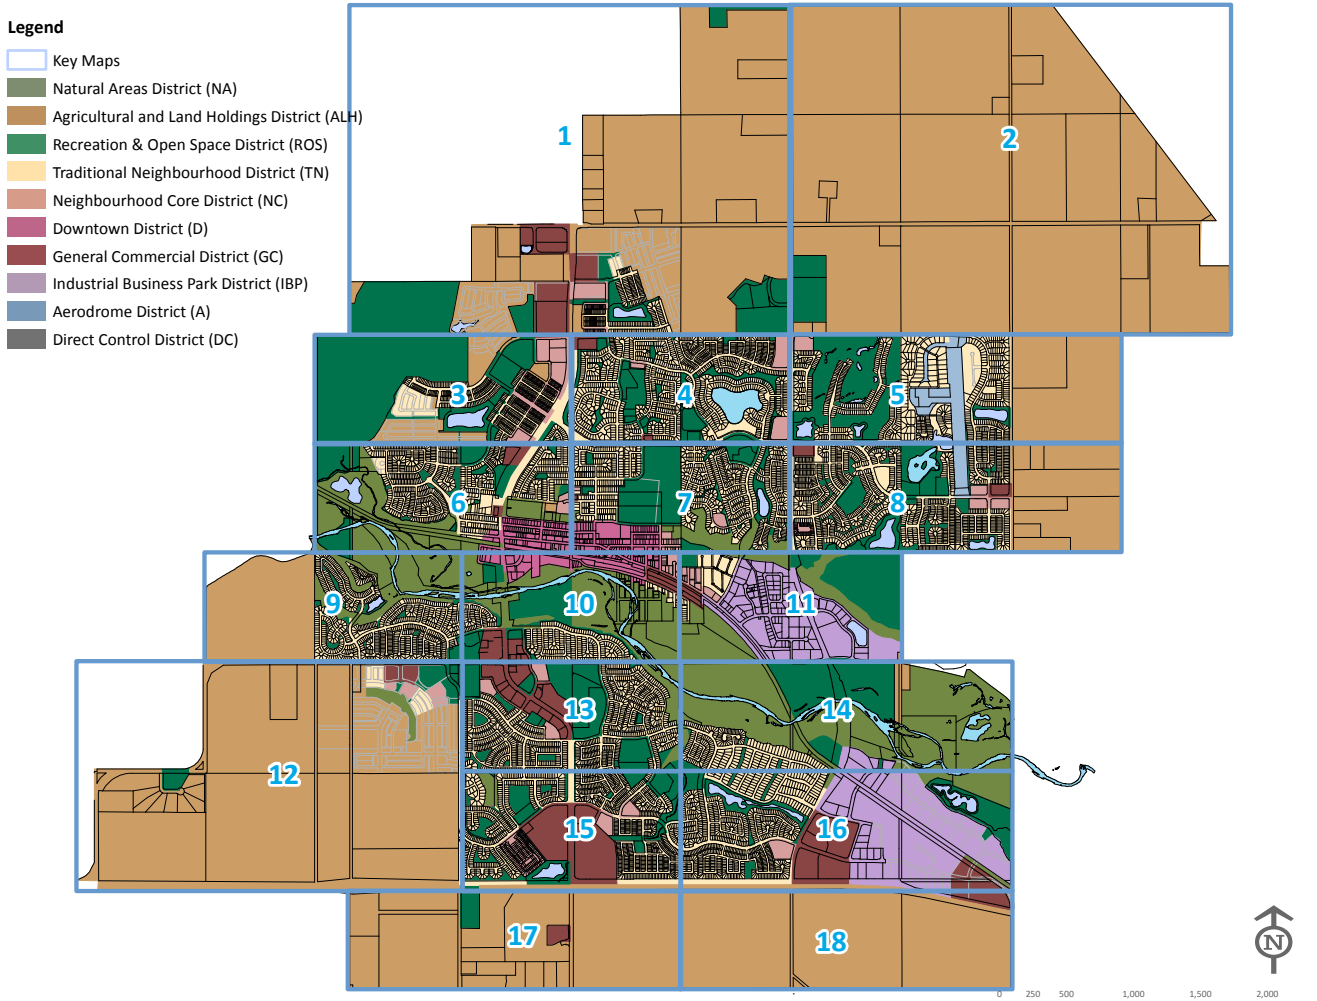 Legend
Key Maps
Natural Areas District (NA)
Agricultural and Land Holdings District (ALH)
Recreation & Open Space District (ROS)
Traditional Neighbourhood District (TN)
Neighbourhood Core District (NC)
Downtown District (D)
General Commercial District (GC)
Industrial Business Park District (IBP)
Aerodrome District (A)
Direct Control District (DC)
1
2
3
4
5
6
7
8
9
10
11
12
13
14
15
16
17
18
N
0 250 500 1,000 1,500 2,000